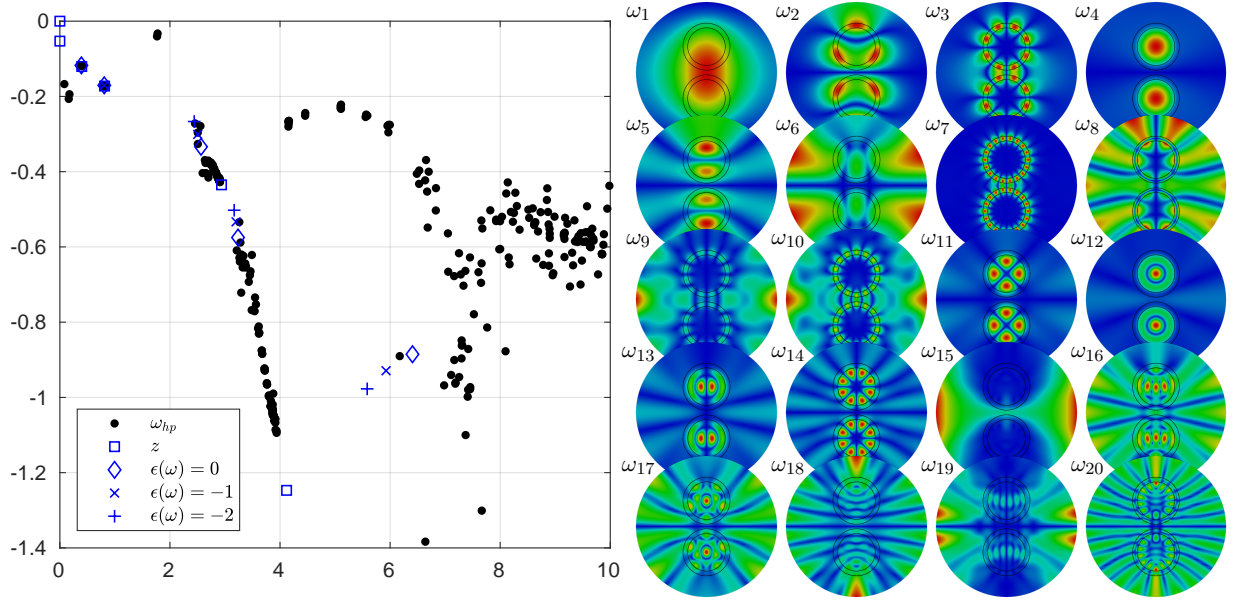 0
-0.2
-0.4
-0.6
-0.8
-1
-1.2
-1.4
0 2 4 6 8 10
ω_hp
z
ϵ(ω) = 0
ϵ(ω) = −1
ϵ(ω) = −2
ω1 ω2 ω3 ω4
ω5 ω6 ω7 ω8
ω9 ω10 ω11 ω12
ω13 ω14 ω15 ω16
ω17 ω18 ω19 ω20